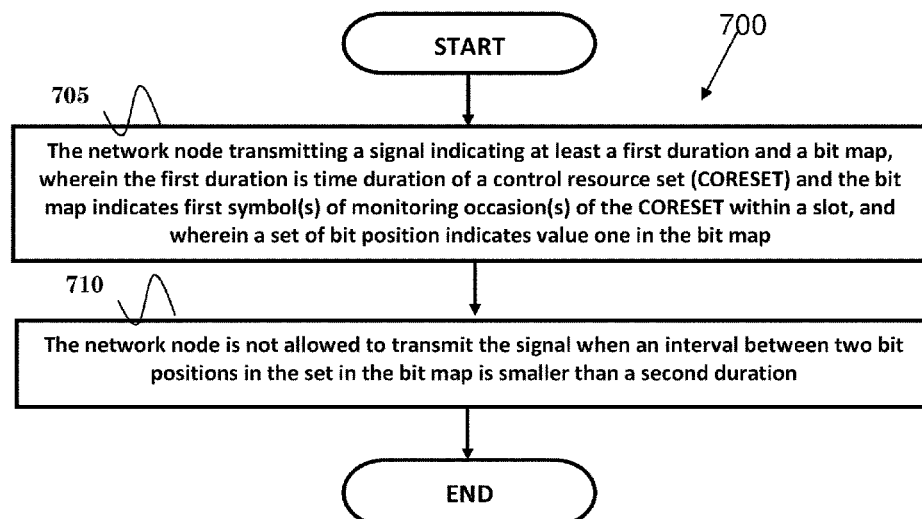 START
700
705
The network node transmitting a signal indicating at least a first duration and a bit map,
wherein the first duration is time duration of a control resource set (CORESET) and the bit
map indicates first symbol(s) of monitoring occasion(s) of the CORESET within a slot, and
wherein a set of bit position indicates value one in the bit map
710
The network node is not allowed to transmit the signal when an interval between two bit
positions in the set in the bit map is smaller than a second duration
END